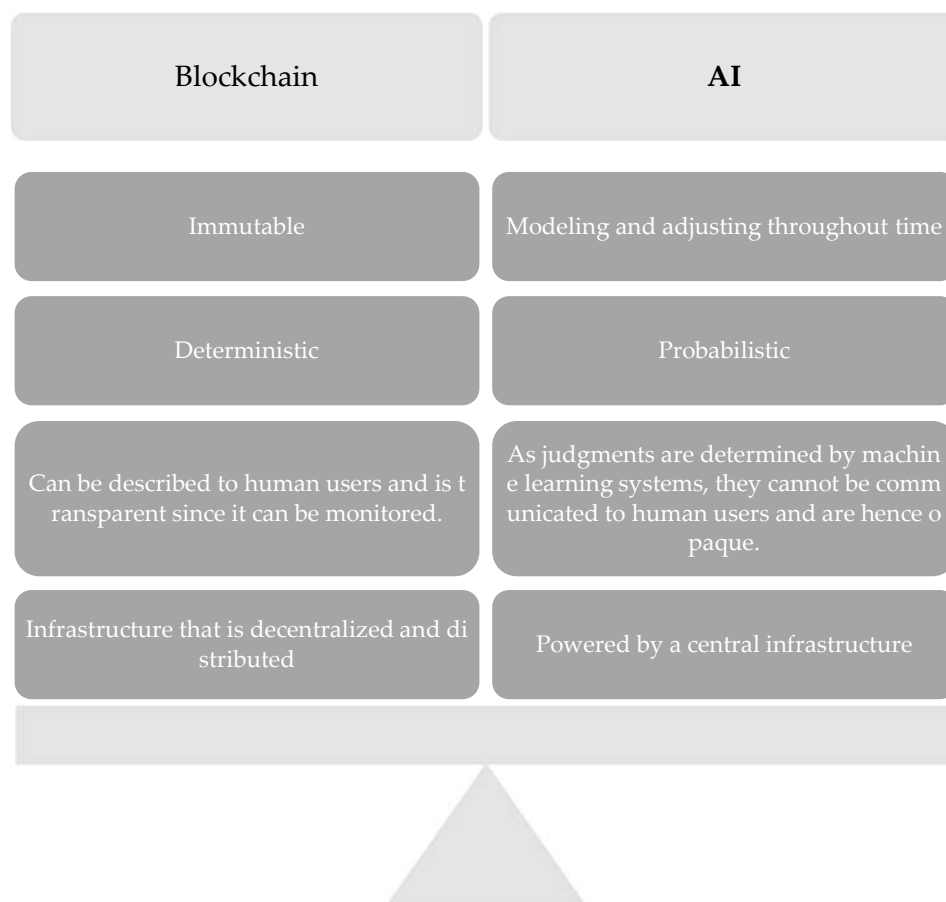 Blockchain
AI
Immutable
Modeling and adjusting throughout time
Deterministic
Probabilistic
Can be described to human users and is t
ransparent since it can be monitored.
As judgments are determined by machin
e learning systems, they cannot be comm
unicated to human users and are hence o
paque.
Infrastructure that is decentralized and di
stributed
Powered by a central infrastructure